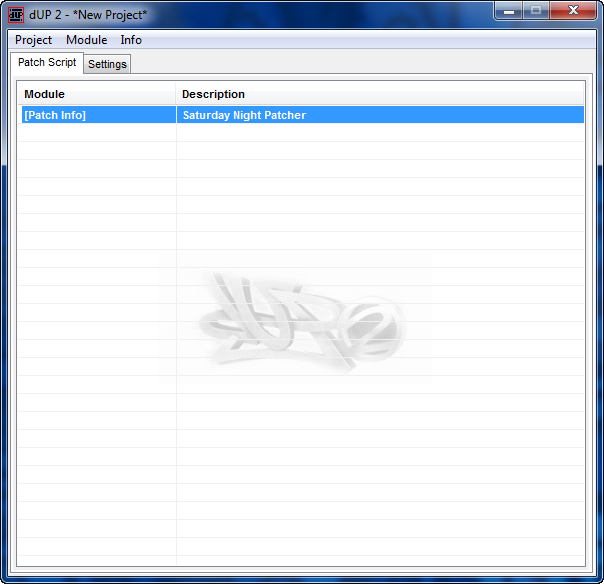 dUP 2 - *New Project*
Project Module Info
Patch Script Settings
Module Description
[Patch Info] Saturday Night Patcher
dUP2